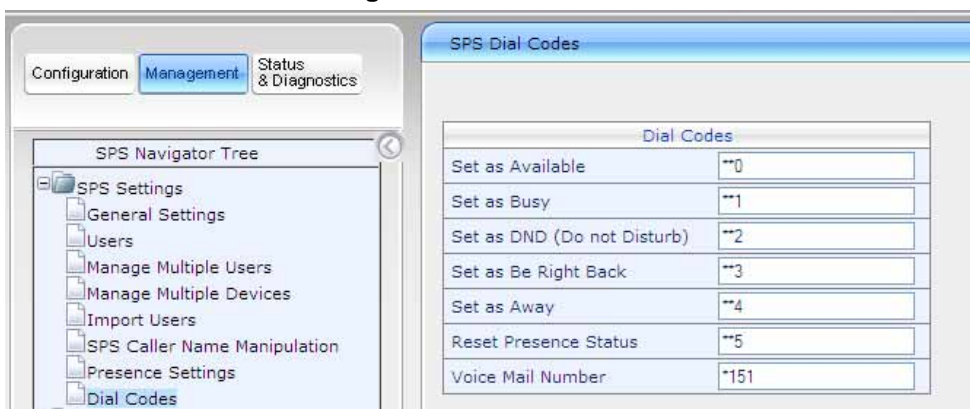 SPS Dial Codes
Configuration
Management
Status
& Diagnostics
SPS Navigator Tree
SPS Settings
General Settings
Users
Manage Multiple Users
Manage Multiple Devices
Import Users
SPS Caller Name Manipulation
Presence Settings
Dial Codes
Dial Codes
Set as Available **0
Set as Busy **1
Set as DND (Do not Disturb) **2
Set as Be Right Back **3
Set as Away **4
Reset Presence Status **5
Voice Mail Number *151